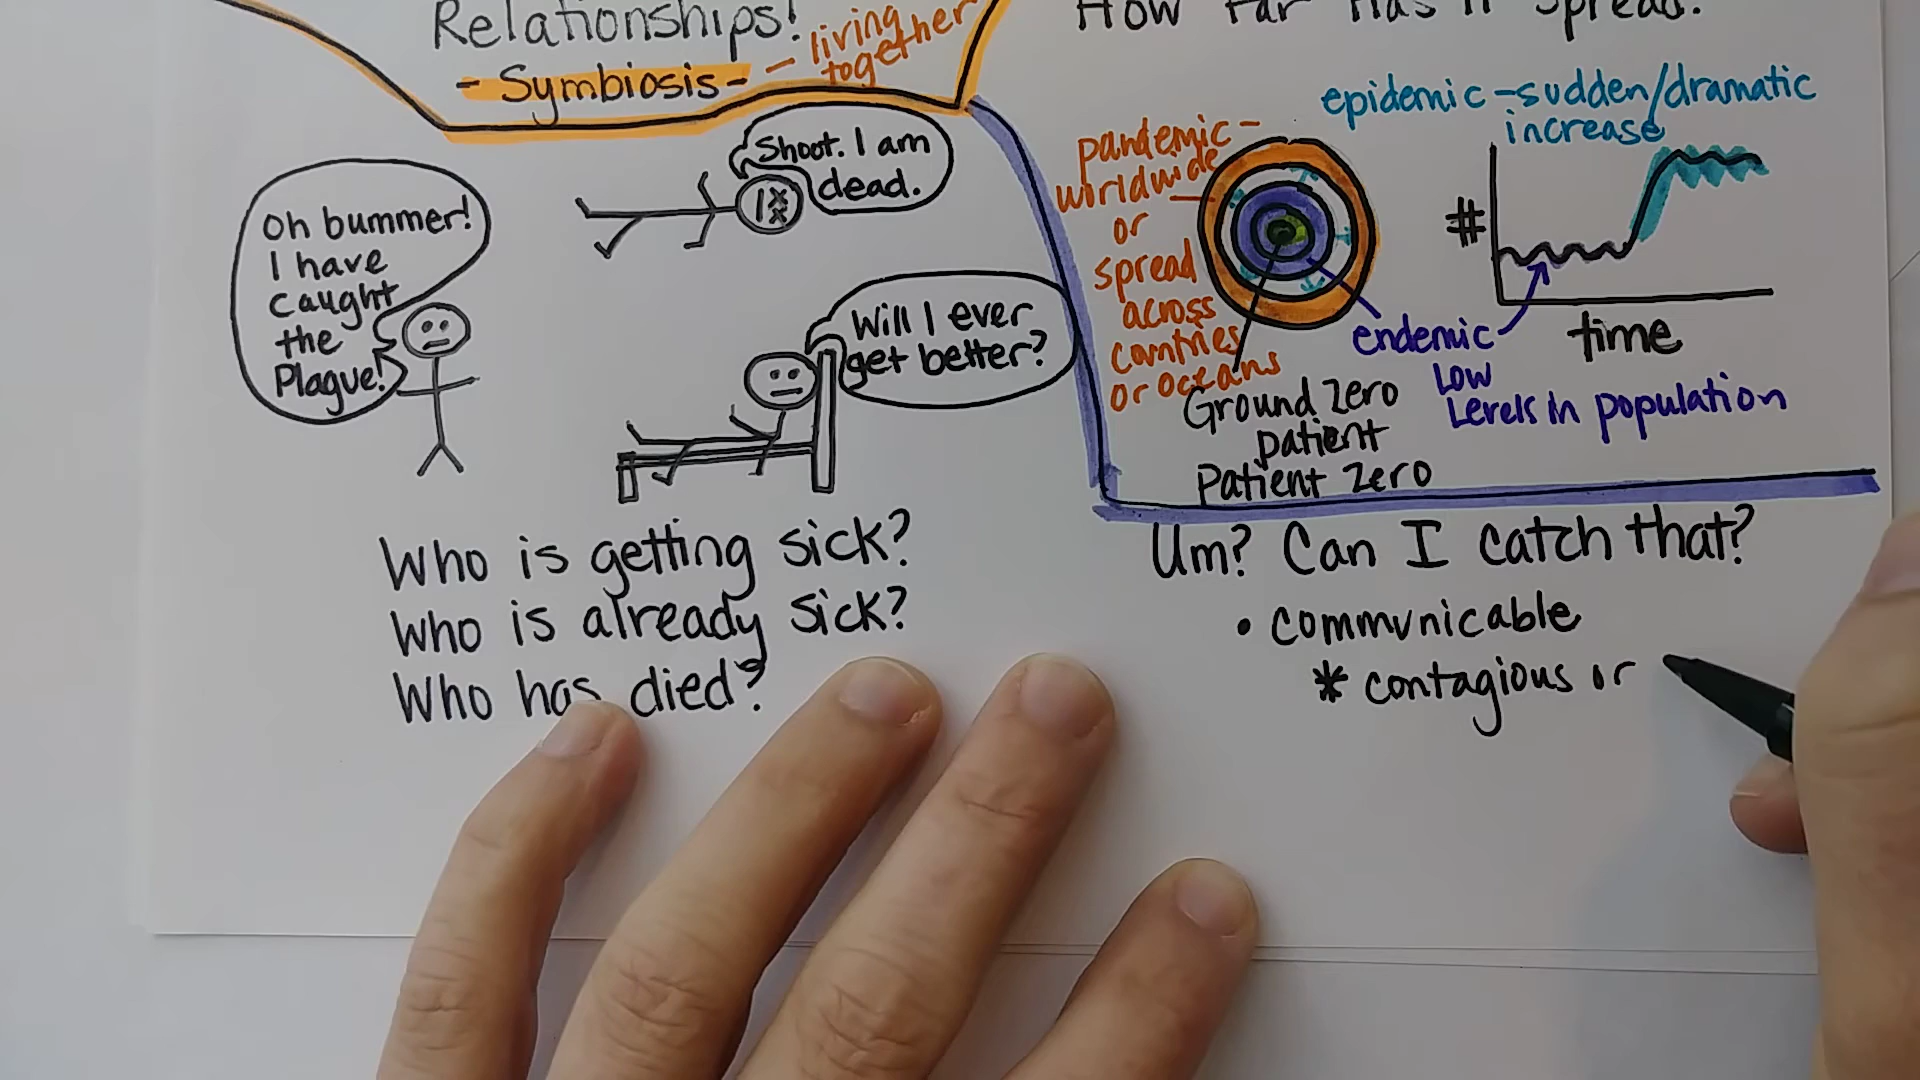 Relationships!
- Symbiosis -
- living
together
Oh bummer!
I have
caught
the
Plague!
Shoot. I am
dead.
Will I ever
get better?
Who is getting sick?
Who is already sick?
Who has died?
How Far Has it Spread?
epidemic - sudden/dramatic
increase
pandemic -
worldwide
or
spread
across
countries
or oceans
#
time
endemic
Low
Levels in population
Ground Zero
patient
Patient Zero
Um? Can I catch that?
• communicable
* contagious or